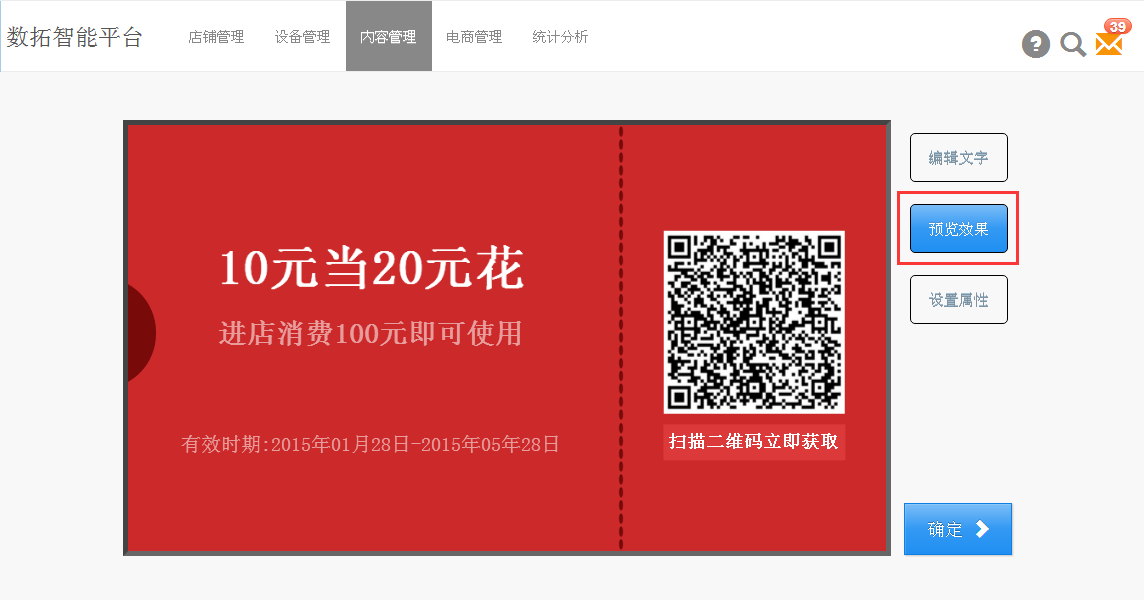 数拓智能平台 店铺管理 设备管理 内容管理 电商管理 统计分析 ? 39
编辑文字
预览效果
设置属性
10元当20元花
进店消费100元即可使用
有效时期:2015年01月28日-2015年05年28日
扫描二维码立即获取
确定